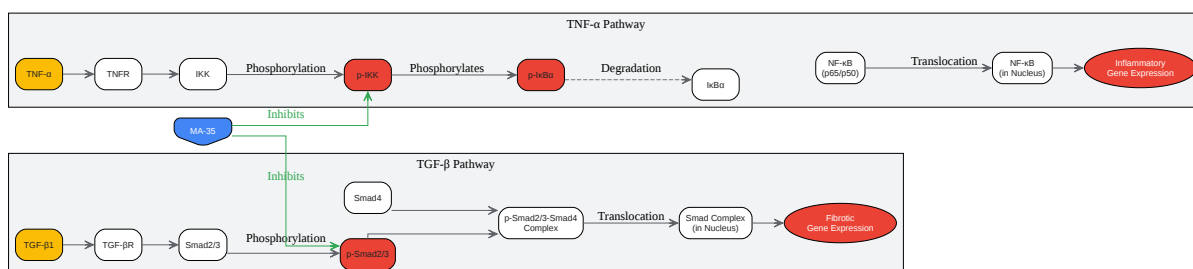 TNF-α Pathway
TNF-α
TNFR
IKK
Phosphorylation
p-IKK
Phosphorylates
p-IκBα
Degradation
IκBα
NF-κB
(p65/p50)
Translocation
NF-κB
(in Nucleus)
Inflammatory
Gene Expression
Inhibits
MA-35
TGF-β Pathway
Inhibits
Smad4
TGF-β1
TGF-βR
Smad2/3
Phosphorylation
p-Smad2/3
p-Smad2/3-Smad4
Complex
Translocation
Smad Complex
(in Nucleus)
Fibrotic
Gene Expression